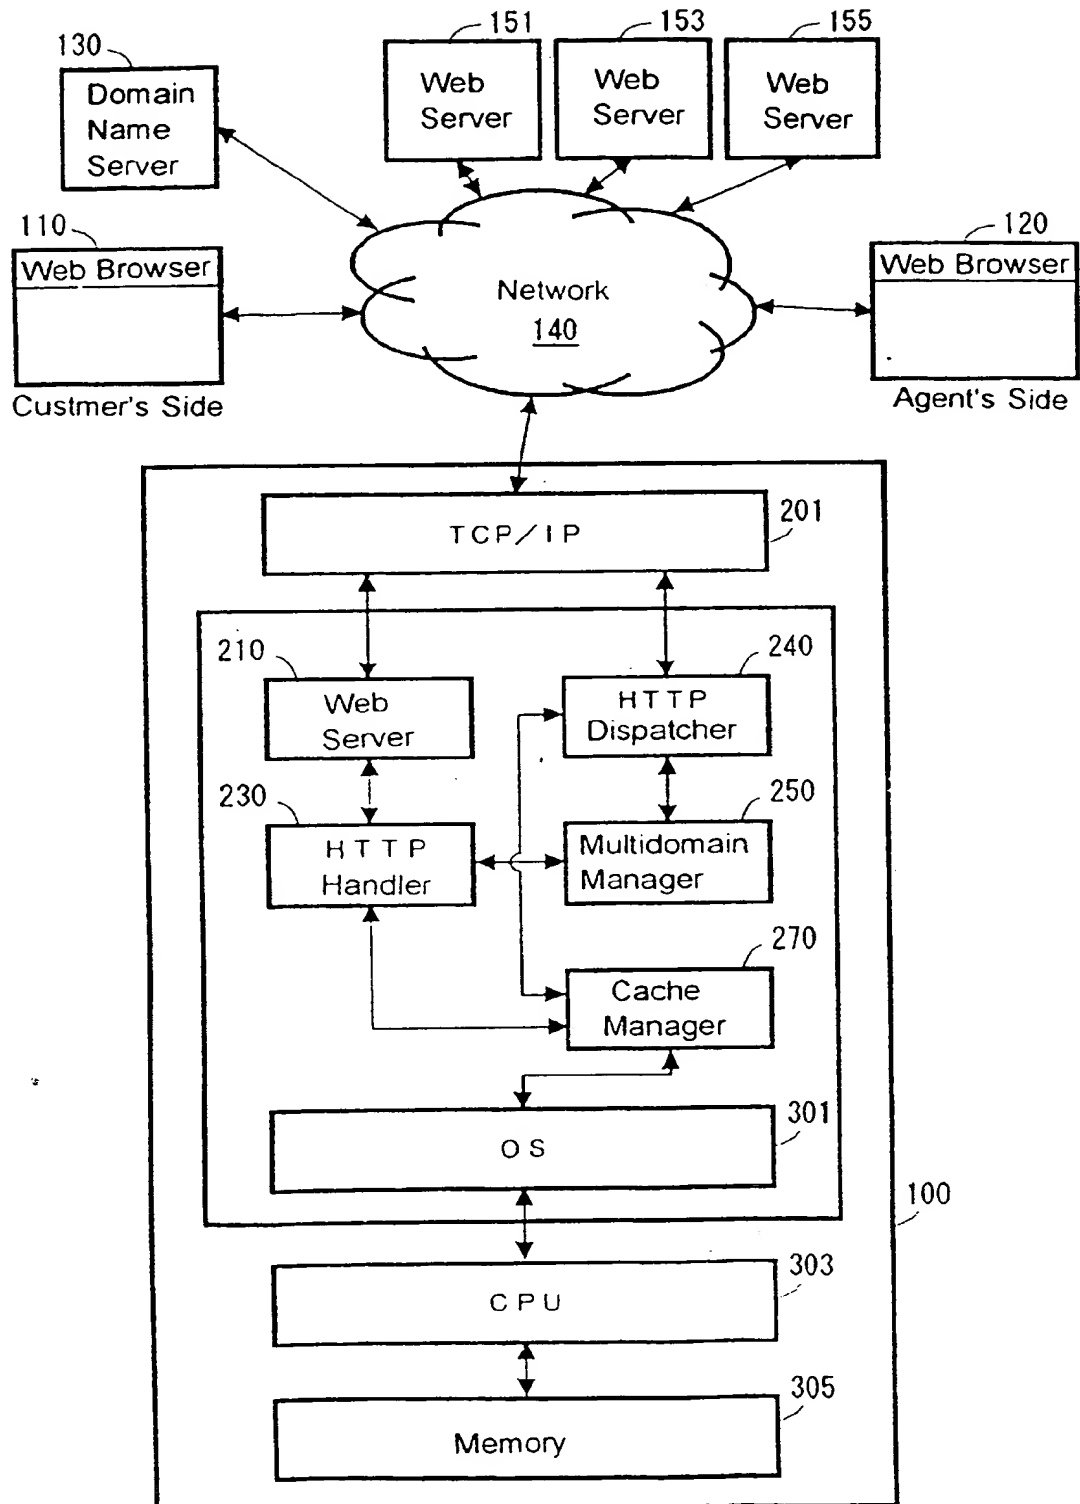 151
153
155
130
Web
Server
Web
Server
Web
Server
Domain
Name
Server
110
120
Web Browser
Web Browser
Network
140
Custmer's Side
Agent's Side
TCP/IP
201
210
240
Web
Server
HTTP
Dispatcher
230
250
HTTP
Handler
Multidomain
Manager
270
Cache
Manager
301
OS
100
303
CPU
305
Memory